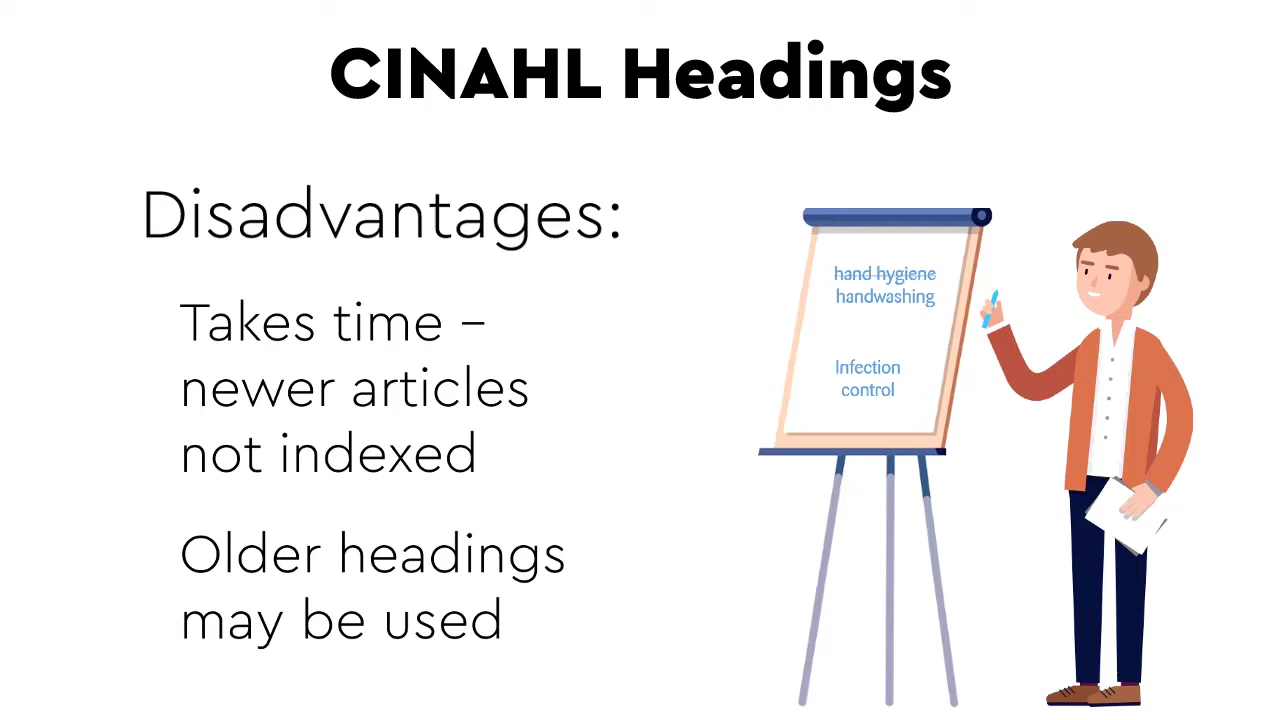 CINAHL Headings
Disadvantages:
Takes time –
newer articles
not indexed
Older headings
may be used
hand hygiene
handwashing
Infection
control